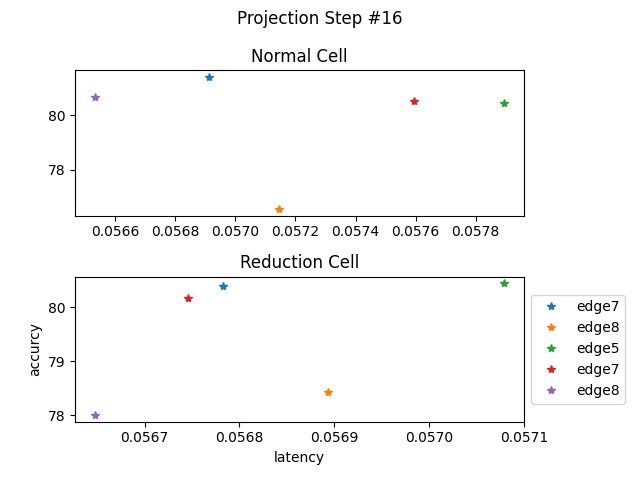 Projection Step #16
Normal Cell
80
78
0.0566 0.0568 0.0570 0.0572 0.0574 0.0576 0.0578
Reduction Cell
80
79
78
accurcy
0.0567 0.0568 0.0569 0.0570 0.0571
latency
edge7
edge8
edge5
edge7
edge8